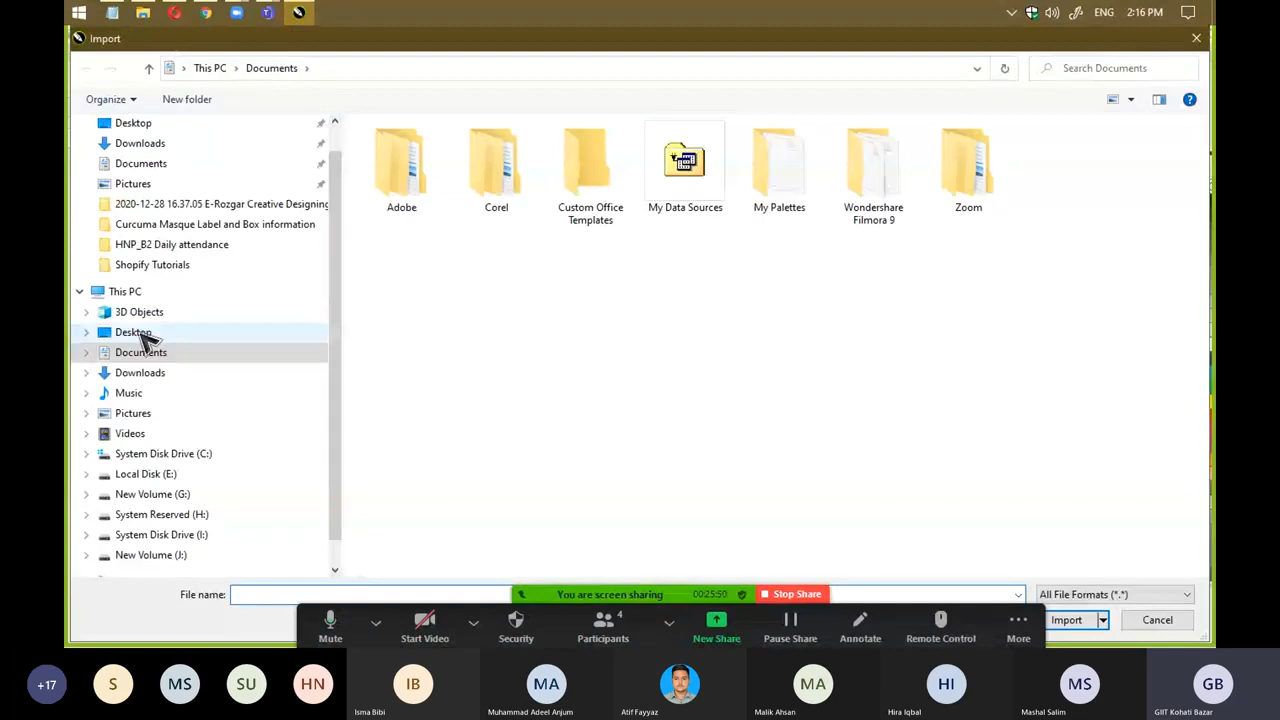 ENG 2:16 PM
Import
This PC Documents
Search Documents
Organize New folder
Desktop
Downloads
Documents
Pictures
2020-12-28 16.37.05 E-Rozgar Creative Designing
Curcuma Masque Label and Box information
HNP_B2 Daily attendance
Shopify Tutorials
This PC
3D Objects
Desktop
Documents
Downloads
Music
Pictures
Videos
System Disk Drive (C:)
Local Disk (E:)
New Volume (G:)
System Reserved (H:)
System Disk Drive (I:)
New Volume (J:)
Adobe
Corel
Custom Office
Templates
My Data Sources
My Palettes
Wondershare
Filmora 9
Zoom
File name:
You are screen sharing 00:25:50 Stop Share
All File Formats (*.*)
Import Cancel
4
Mute Start Video Security Participants New Share Pause Share Annotate Remote Control More
+17 S MS SU HN IB MA MA HI MS GB
Isma Bibi Muhammad Adeel Anjum Atif Fayyaz Malik Ahsan Hira Iqbal Mashal Salim GIIT Kohati Bazar